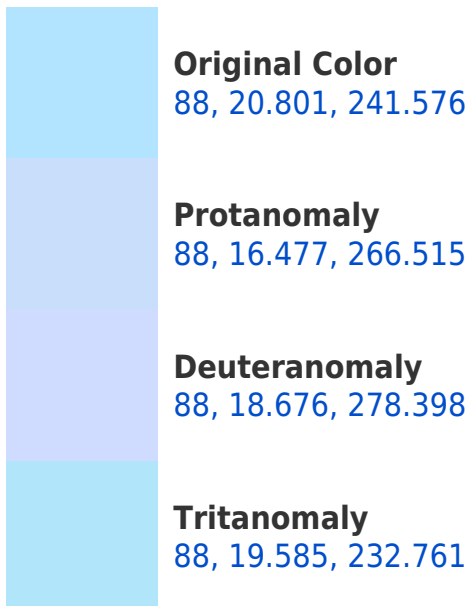 Original Color
88, 20.801, 241.576
Protanomaly
88, 16.477, 266.515
Deuteranomaly
88, 18.676, 278.398
Tritanomaly
88, 19.585, 232.761